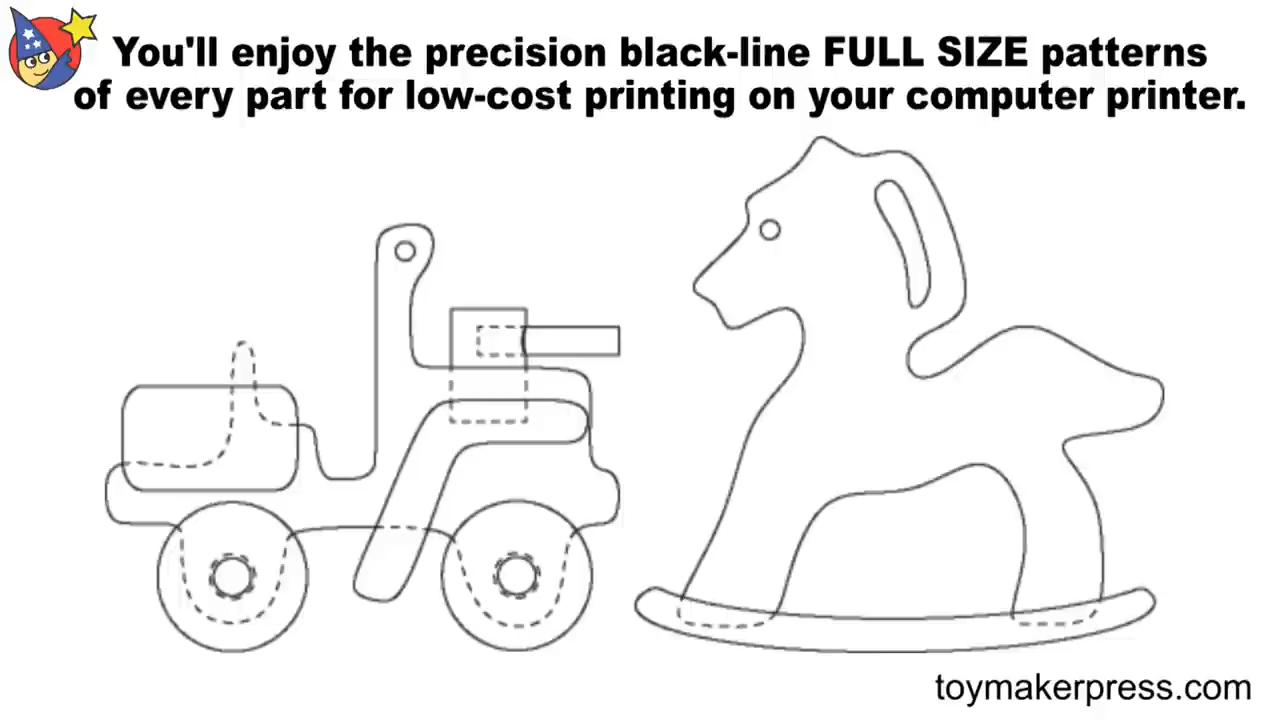 You'll enjoy the precision black-line FULL SIZE patterns
of every part for low-cost printing on your computer printer.
toymakerpress.com